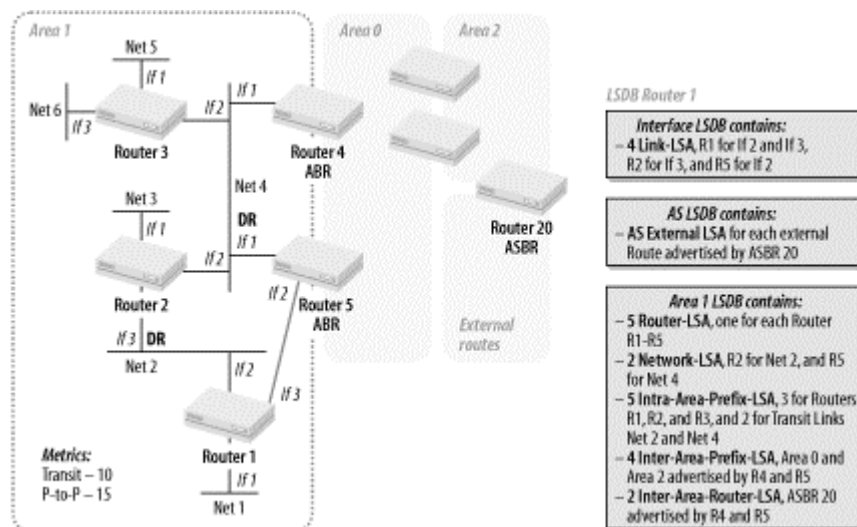 Area 1
Area 0
Area 2
Net 5
If 1
If 1
Net 6
If 3
If 2
Router 3
Router 4
ABR
Net 4
Net 3
If 1
DR
If 1
If 2
Router 2
Router 5
ABR
If 2
Router 20
ASBR
If 3
DR
Net 2
If 2
If 3
External
routes
Router 1
Metrics:
Transit – 10
P-to-P – 15
If 1
Net 1
LSDB Router 1
Interface LSDB contains:
– 4 Link-LSA, R1 for If 2 and If 3,
R2 for If 3, and R5 for If 2
AS LSDB contains:
– AS External LSA for each external
Route advertised by ASBR 20
Area 1 LSDB contains:
– 5 Router-LSA, one for each Router
R1-R5
– 2 Network-LSA, R2 for Net 2, and R5
for Net 4
– 5 Intra-Area-Prefix-LSA, 3 for Routers
R1, R2, and R3, and 2 for Transit Links
Net 2 and Net 4
– 4 Inter-Area-Prefix-LSA, Area 0 and
Area 2 advertised by R4 and R5
– 2 Inter-Area-Router-LSA, ASBR 20
advertised by R4 and R5